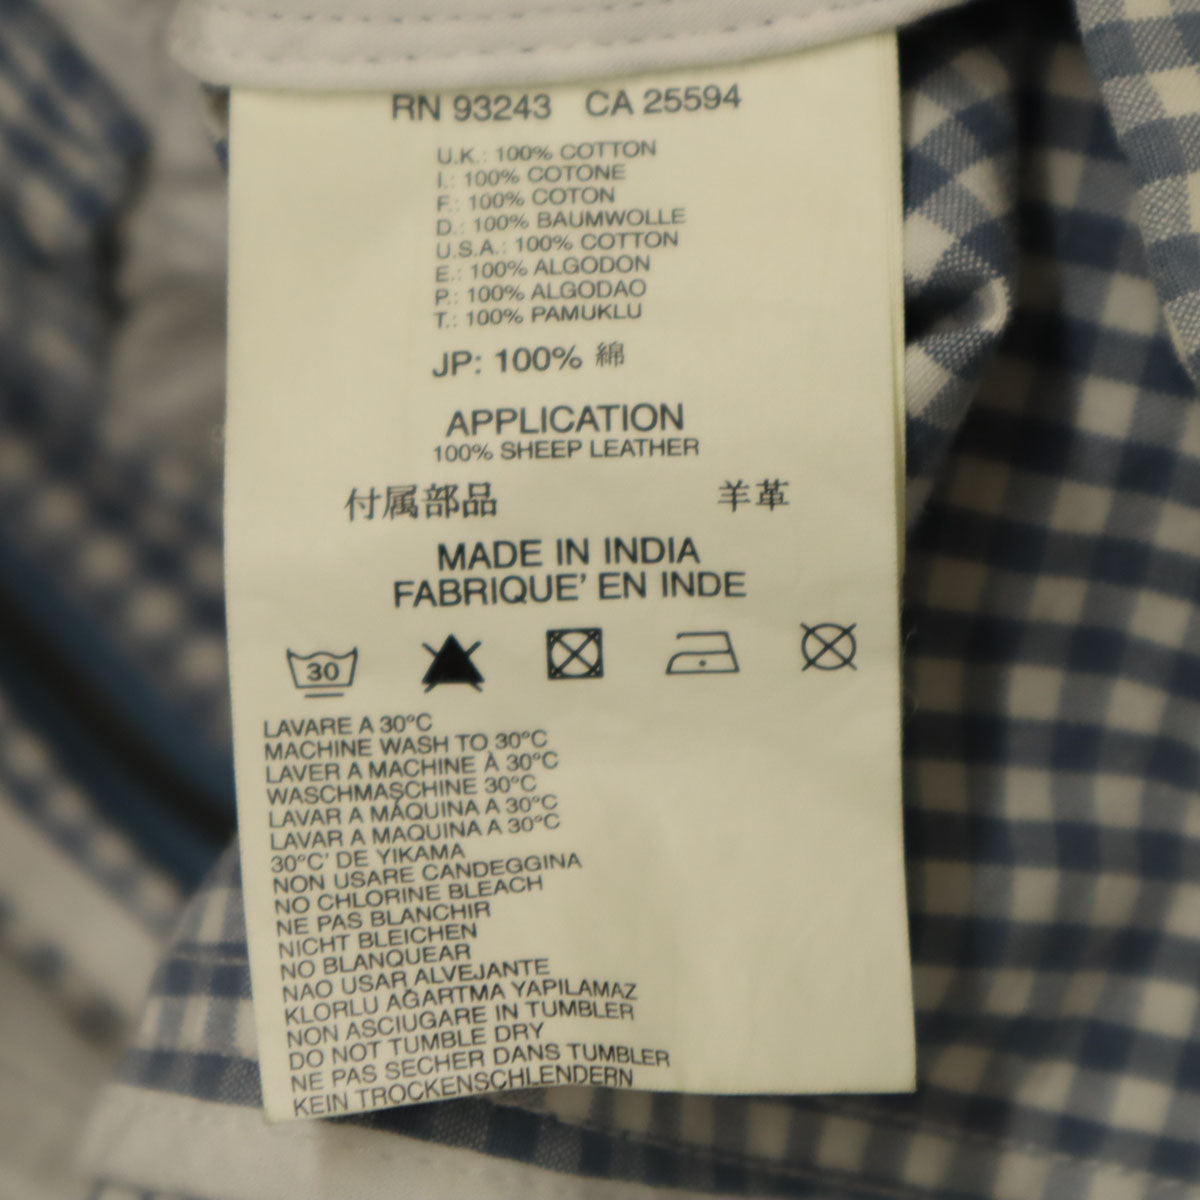 RN 93243 CA 25594
U.K.: 100% COTTON
I.: 100% COTONE
F.: 100% COTON
D.: 100% BAUMWOLLE
U.S.A.: 100% COTTON
E.: 100% ALGODON
P.: 100% ALGODAO
T.: 100% PAMUKLU
JP: 100% 綿
APPLICATION
100% SHEEP LEATHER
付属部品 羊革
MADE IN INDIA
FABRIQUE' EN INDE
30
LAVARE A 30°C
MACHINE WASH TO 30°C
LAVER A MACHINE À 30°C
WASCHMASCHINE 30°C
LAVAR A MÁQUINA A 30°C
LAVAR A MAQUINA A 30°C
30°C' DE YIKAMA
NON USARE CANDEGGINA
NO CHLORINE BLEACH
NE PAS BLANCHIR
NICHT BLEICHEN
NO BLANQUEAR
NAO USAR ALVEJANTE
KLORLU AĞARTMA YAPILAMAZ
NON ASCIUGARE IN TUMBLER
DO NOT TUMBLE DRY
NE PAS SECHER DANS TUMBLER
KEIN TROCKENSCHLENDERN